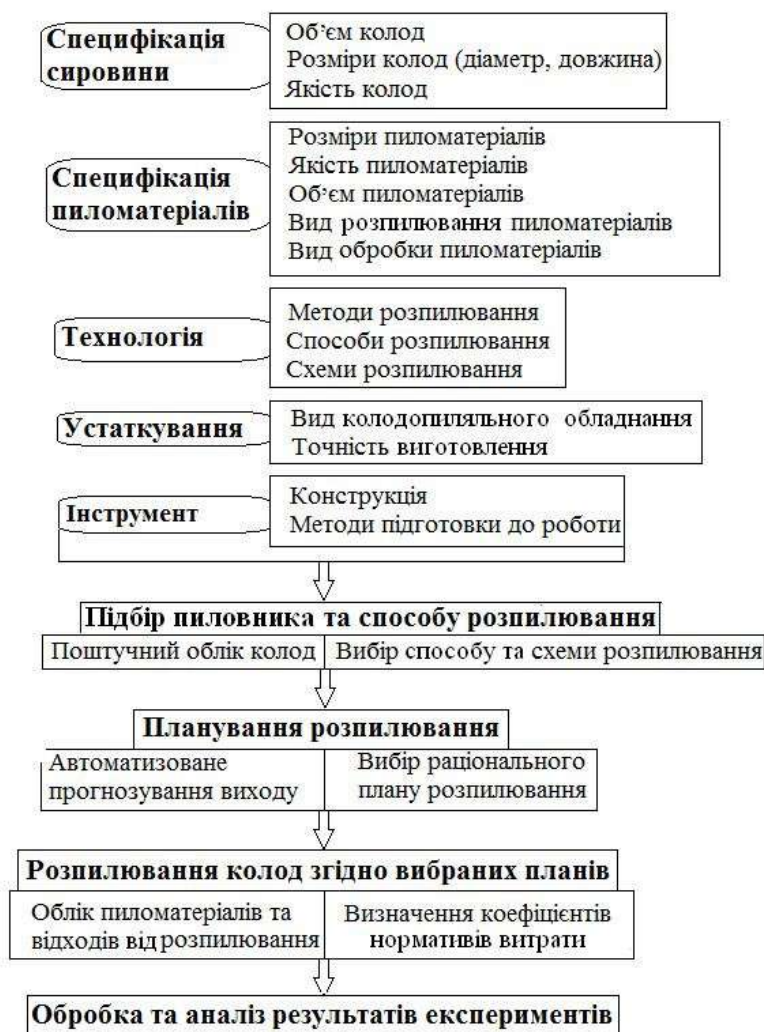 Специфікація
сировини
Об’єм колод
Розміри колод (діаметр, довжина)
Якість колод
Специфікація
пиломатеріалів
Розміри пиломатеріалів
Якість пиломатеріалів
Об’єм пиломатеріалів
Вид розпилювання пиломатеріалів
Вид обробки пиломатеріалів
Технологія
Методи розпилювання
Способи розпилювання
Схеми розпилювання
Устаткування
Вид колодопиляльного обладнання
Точність виготовлення
Інструмент
Конструкція
Методи підготовки до роботи
Підбір пиловника та способу розпилювання
Поштучний облік колод
Вибір способу та схеми розпилювання
Планування розпилювання
Автоматизоване
прогнозування виходу
Вибір раціонального
плану розпилювання
Розпилювання колод згідно вибраних планів
Облік пиломатеріалів та
відходів від розпилювання
Визначення коефіцієнтів
нормативів витрати
Обробка та аналіз результатів експериментів